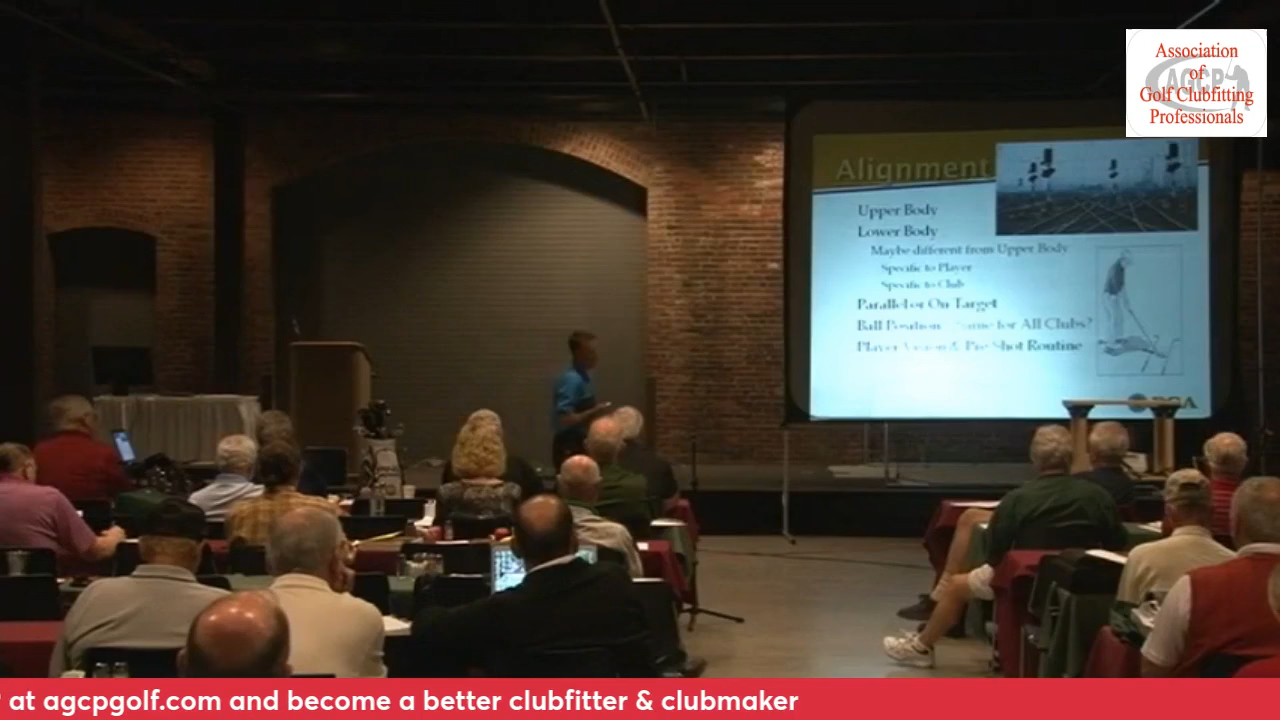 Association
of
AGCP
Golf Clubfitting
Professionals
Alignment
Upper Body
Lower Body
Maybe different from Upper Body
Specific to Player
Specific to Club
Parallel or On Target
Ball Position for All Clubs?
Player & Pre Shot Routine
PGA
at agcpgolf.com and become a better clubfitter & clubmaker